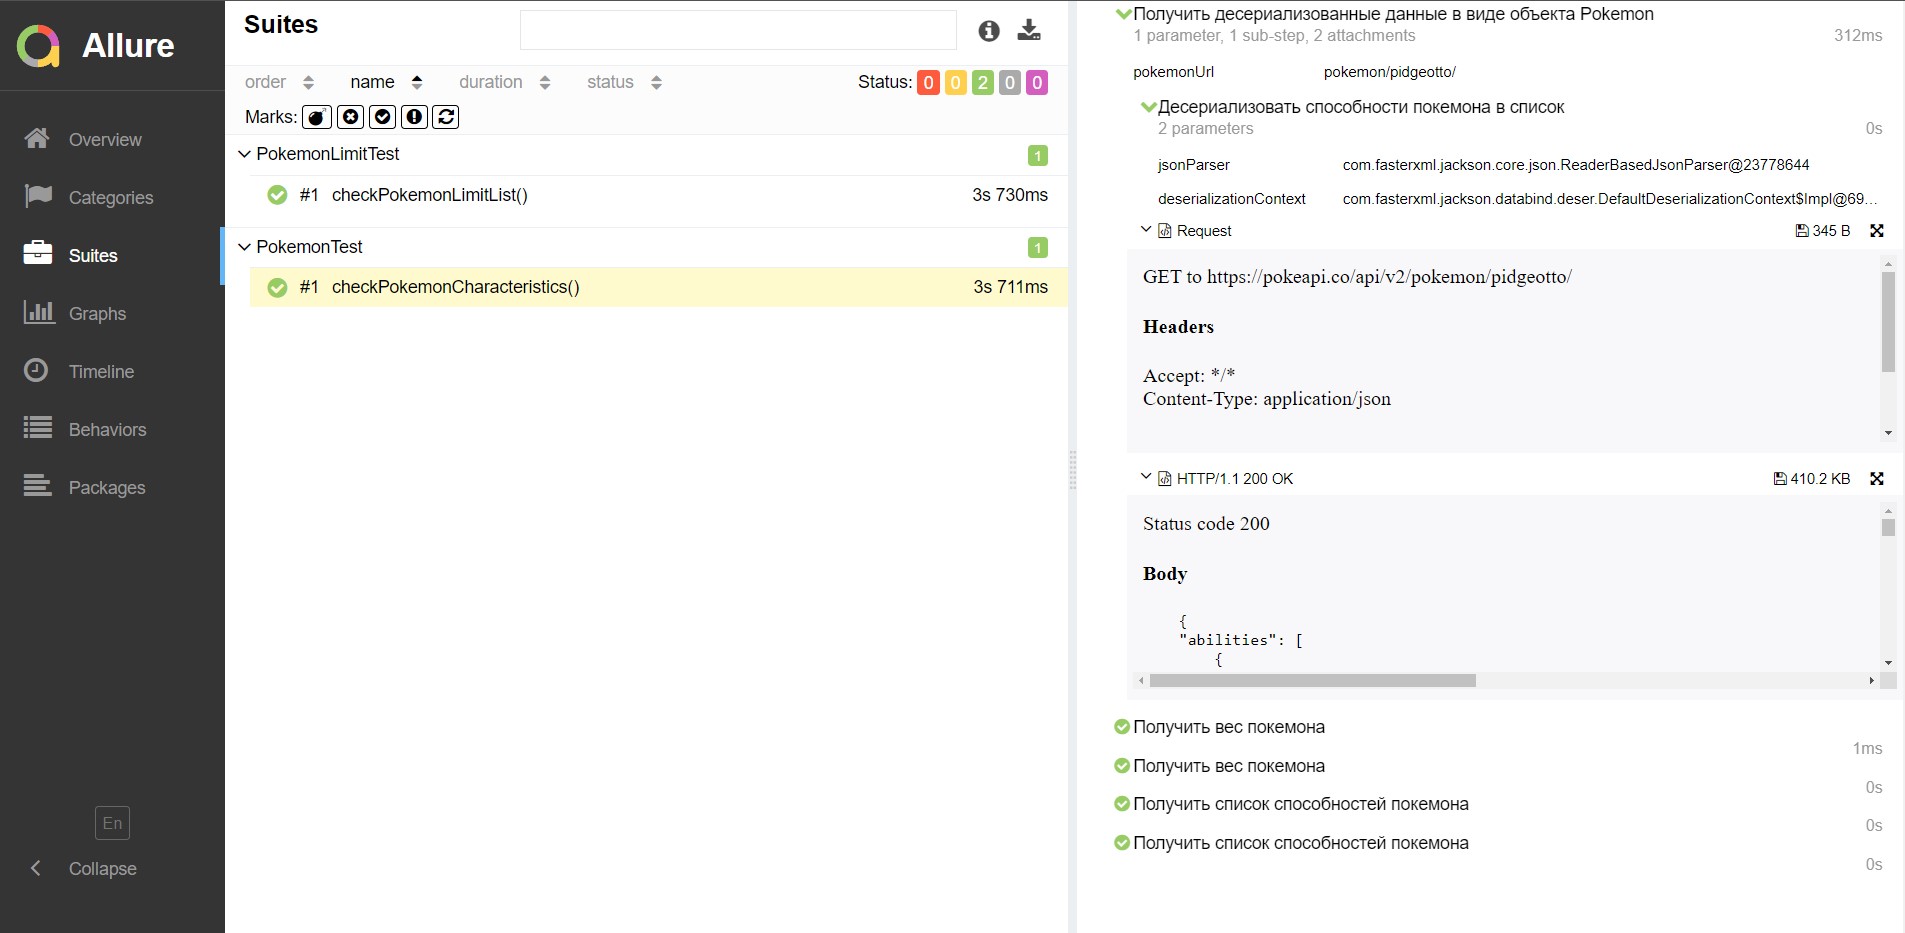 Allure
Overview
Categories
Suites
Graphs
Timeline
Behaviors
Packages
En
Collapse
Suites
order name duration status Status: 0 0 2 0 0
Marks:
PokemonLimitTest 1
#1 checkPokemonLimitList() 3s 730ms
PokemonTest 1
#1 checkPokemonCharacteristics() 3s 711ms
Получить десериализованные данные в виде объекта Pokemon
1 parameter, 1 sub-step, 2 attachments 312ms
pokemonUrl pokemon/pidgeotto/
Десериализовать способности покемона в список
2 parameters 0s
jsonParser com.fasterxml.jackson.core.json.ReaderBasedJsonParser@23778644
deserializationContext com.fasterxml.jackson.databind.deser.DefaultDeserializationContext$Impl@69...
Request 345 B
GET to https://pokeapi.co/api/v2/pokemon/pidgeotto/
Headers
Accept: */*
Content-Type: application/json
HTTP/1.1 200 OK 410.2 KB
Status code 200
Body
{
"abilities": [
{
Получить вес покемона
1ms
Получить вес покемона
0s
Получить список способностей покемона
0s
Получить список способностей покемона
0s